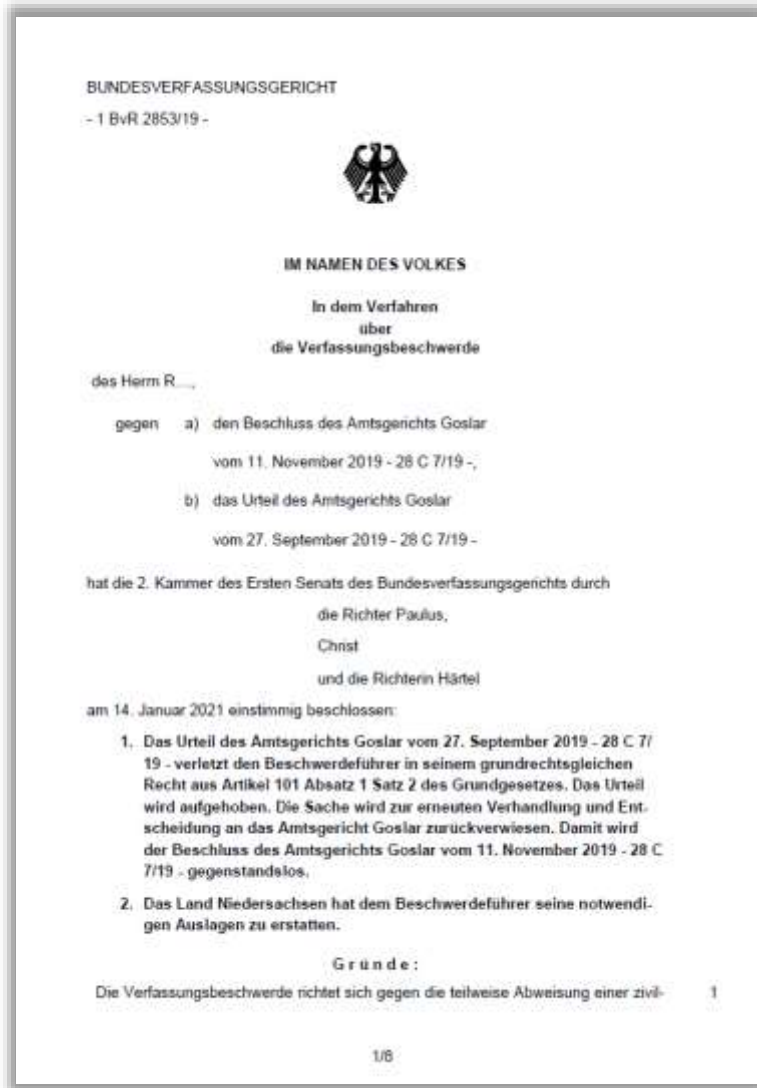 BUNDESVERFASSUNGSGERICHT
- 1 BvR 2853/19 -
IM NAMEN DES VOLKES
In dem Verfahren
über
die Verfassungsbeschwerde
des Herrn R...,
gegen a) den Beschluss des Amtsgerichts Goslar
vom 11. November 2019 - 28 C 7/19 -,
b) das Urteil des Amtsgerichts Goslar
vom 27. September 2019 - 28 C 7/19 -
hat die 2. Kammer des Ersten Senats des Bundesverfassungsgerichts durch
die Richter Paulus,
Christ
und die Richterin Härtel
am 14. Januar 2021 einstimmig beschlossen:
1. Das Urteil des Amtsgerichts Goslar vom 27. September 2019 - 28 C 7/
19 - verletzt den Beschwerdeführer in seinem grundrechtsgleichen
Recht aus Artikel 101 Absatz 1 Satz 2 des Grundgesetzes. Das Urteil
wird aufgehoben. Die Sache wird zur erneuten Verhandlung und Ent-
scheidung an das Amtsgericht Goslar zurückverwiesen. Damit wird
der Beschluss des Amtsgerichts Goslar vom 11. November 2019 - 28 C
7/19 - gegenstandslos.
2. Das Land Niedersachsen hat dem Beschwerdeführer seine notwendi-
gen Auslagen zu erstatten.
Gründe:
Die Verfassungsbeschwerde richtet sich gegen die teilweise Abweisung einer zivil- 1
1/8